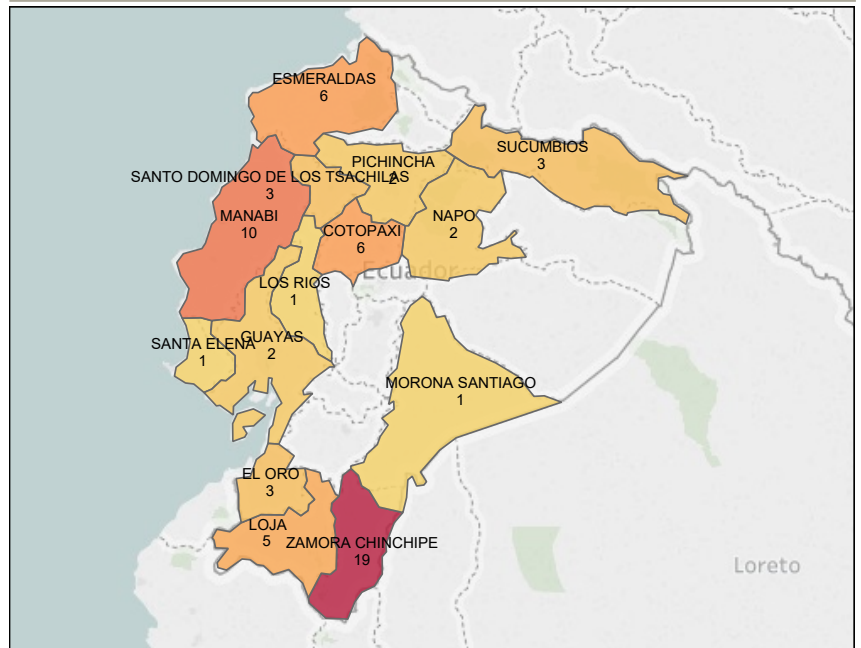 ESMERALDAS
6
SUCUMBIOS
3
PICHINCHA
2
SANTO DOMINGO DE LOS TSACHILAS
3
MANABI
10
NAPO
2
COTOPAXI
6
Ecuador
LOS RIOS
1
GUAYAS
2
SANTA ELENA
1
MORONA SANTIAGO
1
EL ORO
3
LOJA
5
ZAMORA CHINCHIPE
19
Loreto